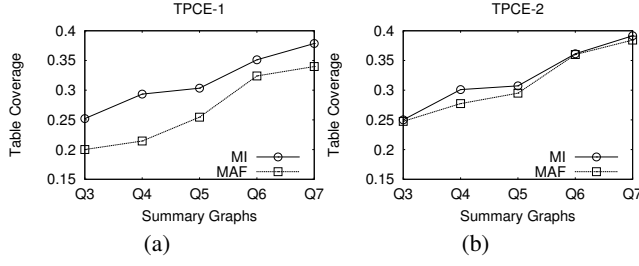 TPCE-1
0.4
0.35
0.3
0.25
0.2
0.15
Table Coverage
MI
MAF
Q3 Q4 Q5 Q6 Q7
Summary Graphs
(a)
TPCE-2
0.4
0.35
0.3
0.25
0.2
0.15
Table Coverage
MI
MAF
Q3 Q4 Q5 Q6 Q7
Summary Graphs
(b)